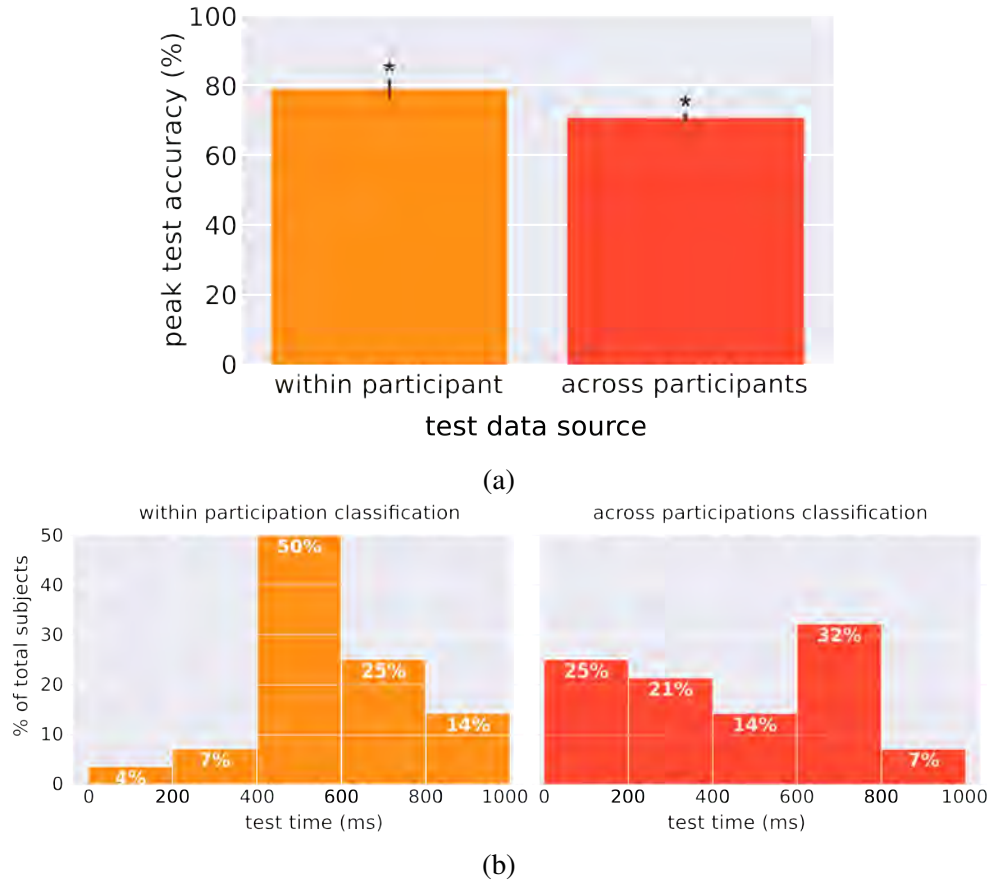 100
80
60
40
20
0
peak test accuracy (%)
*
*
within participant across participants
test data source
(a)
within participation classification across participations classification
% of total subjects
50
40
30
20
10
0
4%
7%
50%
25%
14%
25%
21%
14%
32%
7%
0 200 400 600 800 1000 0 200 400 600 800 1000
test time (ms) test time (ms)
(b)